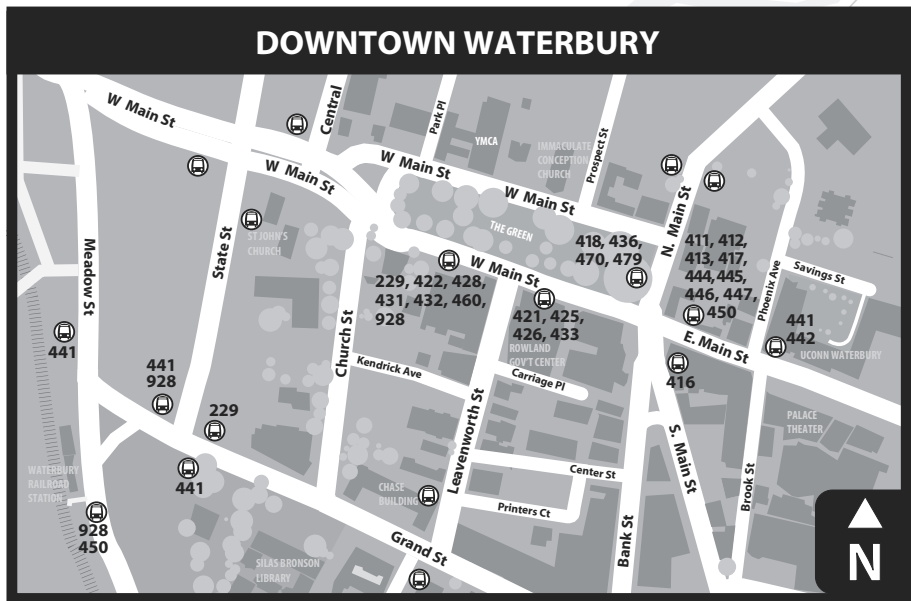 DOWNTOWN WATERBURY
W Main St
Central
Park Pl
YMCA
IMMACULATE
CONCEPTION
CHURCH
Prospect St
W Main St
W Main St
W Main St
N. Main St
THE GREEN
ST JOHN'S
CHURCH
State St
Meadow St
W Main St
418, 436,
470, 479
411, 412,
413, 417,
444, 445,
446, 447,
450
Phoenix Ave
Savings St
229, 422, 428,
431, 432, 460,
928
421, 425,
426, 433
ROWLAND
GOV'T CENTER
E. Main St
441
442
UCONN WATERBURY
441
Church St
Kendrick Ave
Carriage Pl
416
441
928
229
Leavenworth St
S. Main St
PALACE
THEATER
441
WATERBURY
RAILROAD
STATION
CHASE
BUILDING
Center St
Printers Ct
Brook St
928
450
Grand St
Bank St
SILAS BRONSON
LIBRARY
N